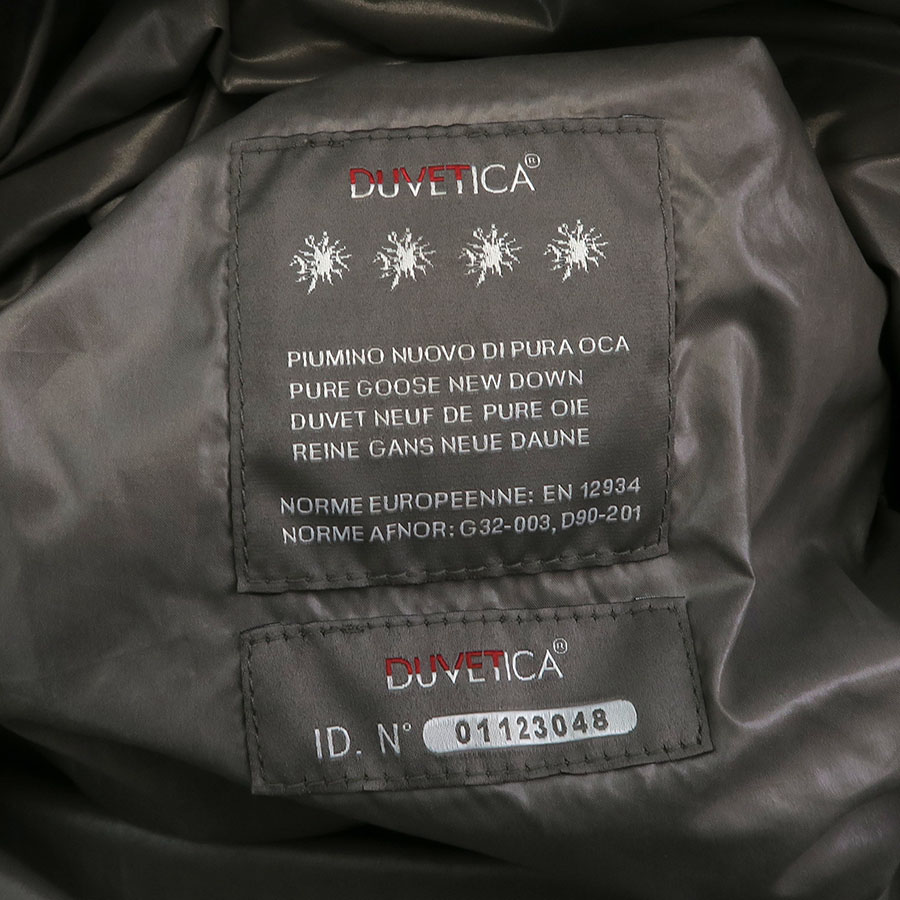 DUVETICA®
PIUMINO NUOVO DI PURA OCA
PURE GOOSE NEW DOWN
DUVET NEUF DE PURE OIE
REINE GANS NEUE DAUNE
NORME EUROPEENNE: EN 12934
NORME AFNOR: G32-003, D90-201
DUVETICA®
ID. N° 01123048